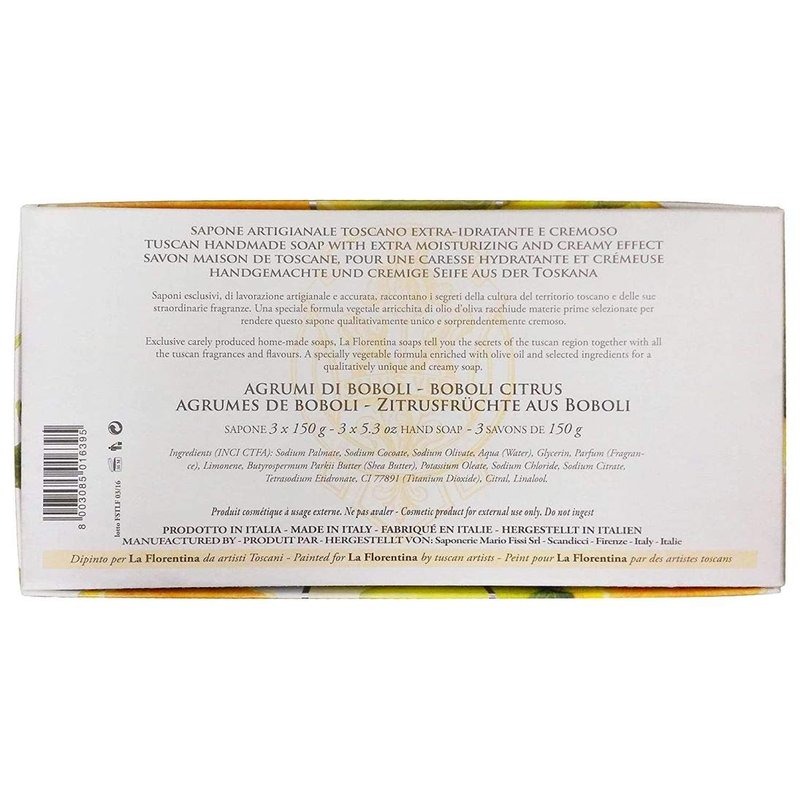 SAPONE ARTIGIANALE TOSCANO EXTRA-IDRATANTE E CREMOSO
TUSCAN HANDMADE SOAP WITH EXTRA MOISTURIZING AND CREAMY EFFECT
SAVON MAISON DE TOSCANE, POUR UNE CARESSE HYDRATANTE ET CRÉMEUSE
HANDGEMACHTE UND CREMIGE SEIFE AUS DER TOSKANA
Saponi esclusivi, di lavorazione artigianale e accurata, raccontano i segreti della cultura del territorio toscano e delle sue
straordinarie fragranze. Una speciale formula vegetale arricchita di olio d'oliva racchiude materie prime selezionate per
rendere questo sapone qualitativamente unico e sorprendentemente cremoso.
Exclusive carely produced home-made soaps, La Florentina soaps tell you the secrets of the tuscan region together with all
the tuscan fragrances and flavours. A specially vegetable formula enriched with olive oil and selected ingredients for a
qualitatively unique and creamy soap.
AGRUMI DI BOBOLI - BOBOLI CITRUS
AGRUMES DE BOBOLI - ZITRUSFRÜCHTE AUS BOBOLI
SAPONE 3 x 150 g - 3 x 5.3 oz HAND SOAP - 3 SAVONS DE 150 g
Ingredients (INCI CTFA): Sodium Palmate, Sodium Cocoate, Sodium Olivate, Aqua (Water), Glycerin, Parfum (Fragran-
ce), Limonene, Butyrospermum Parkii Butter (Shea Butter), Potassium Oleate, Sodium Chloride, Sodium Citrate,
Tetrasodium Etidronate, CI 77891 (Titanium Dioxide), Citral, Linalool.
Produit cosmétique à usage externe. Ne pas avaler - Cosmetic product for external use only. Do not ingest
PRODOTTO IN ITALIA - MADE IN ITALY - FABRIQUÉ EN ITALIE - HERGESTELLT IN ITALIEN
MANUFACTURED BY - PRODUIT PAR- HERGESTELLT VON: Saponerie Mario Fissi Srl - Scandicci - Firenze - Italy - Italie
Dipinto per La Florentina da artisti Toscani - Painted for La Florentina by tuscan artists - Peint pour La Florentina par des artistes toscans
8 003085 016395
lotto FSTLF 03/16